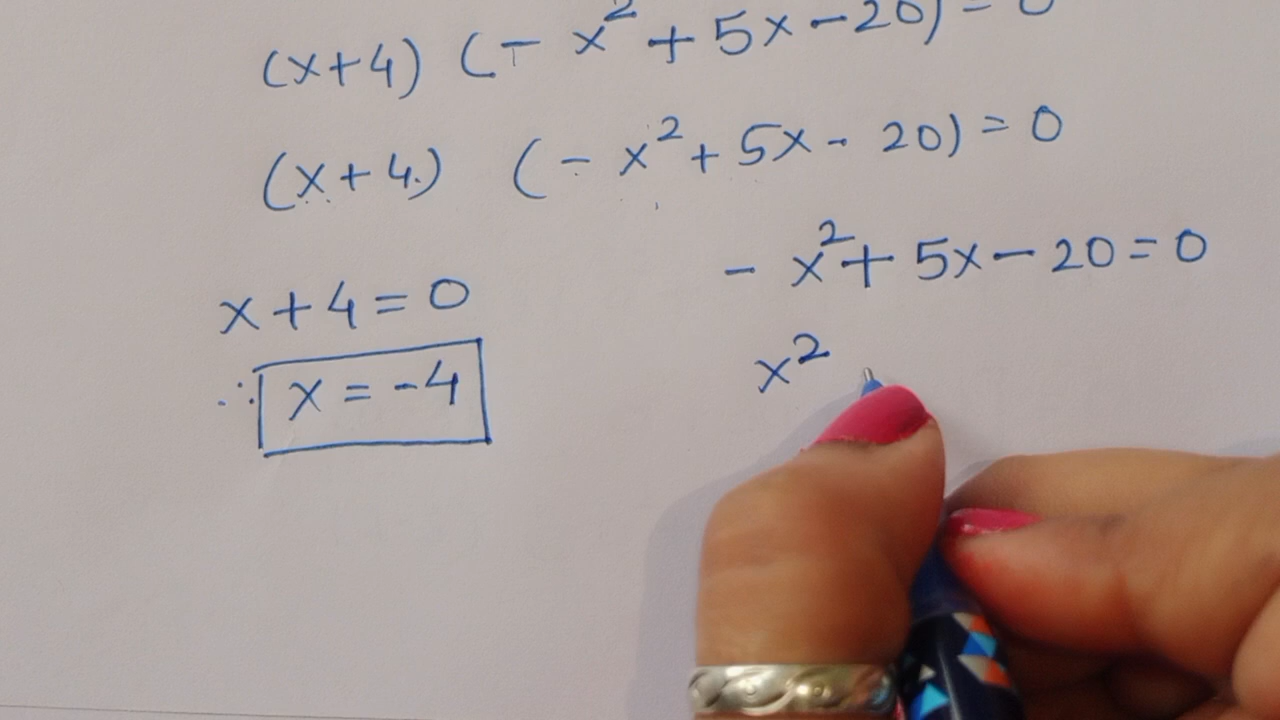 (x+4) (- x² + 5x - 20) = 0
(x+4) (- x² + 5x - 20) = 0
x + 4 = 0
- x² + 5x - 20 = 0
∴ x = -4
x²